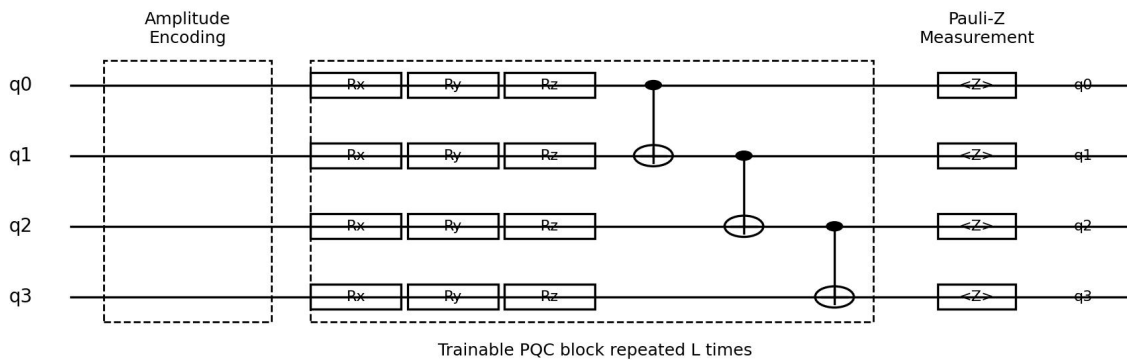 Amplitude
Encoding
Pauli-Z
Measurement
q0 Rx Ry Rz <Z> q0
q1 Rx Ry Rz <Z> q1
q2 Rx Ry Rz <Z> q2
q3 Rx Ry Rz <Z> q3
Trainable PQC block repeated L times